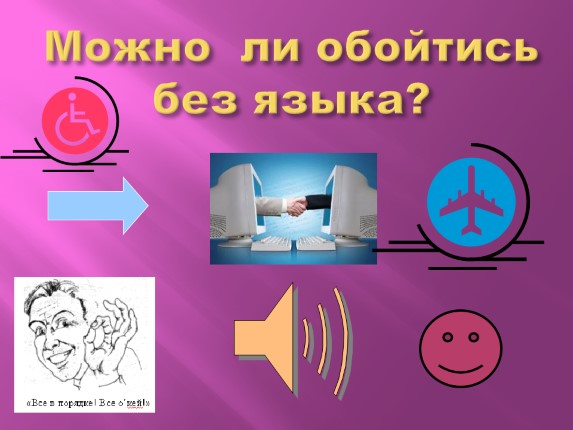 Можно ли обойтись
без языка?
«Все в порядке! Все о'кей!»